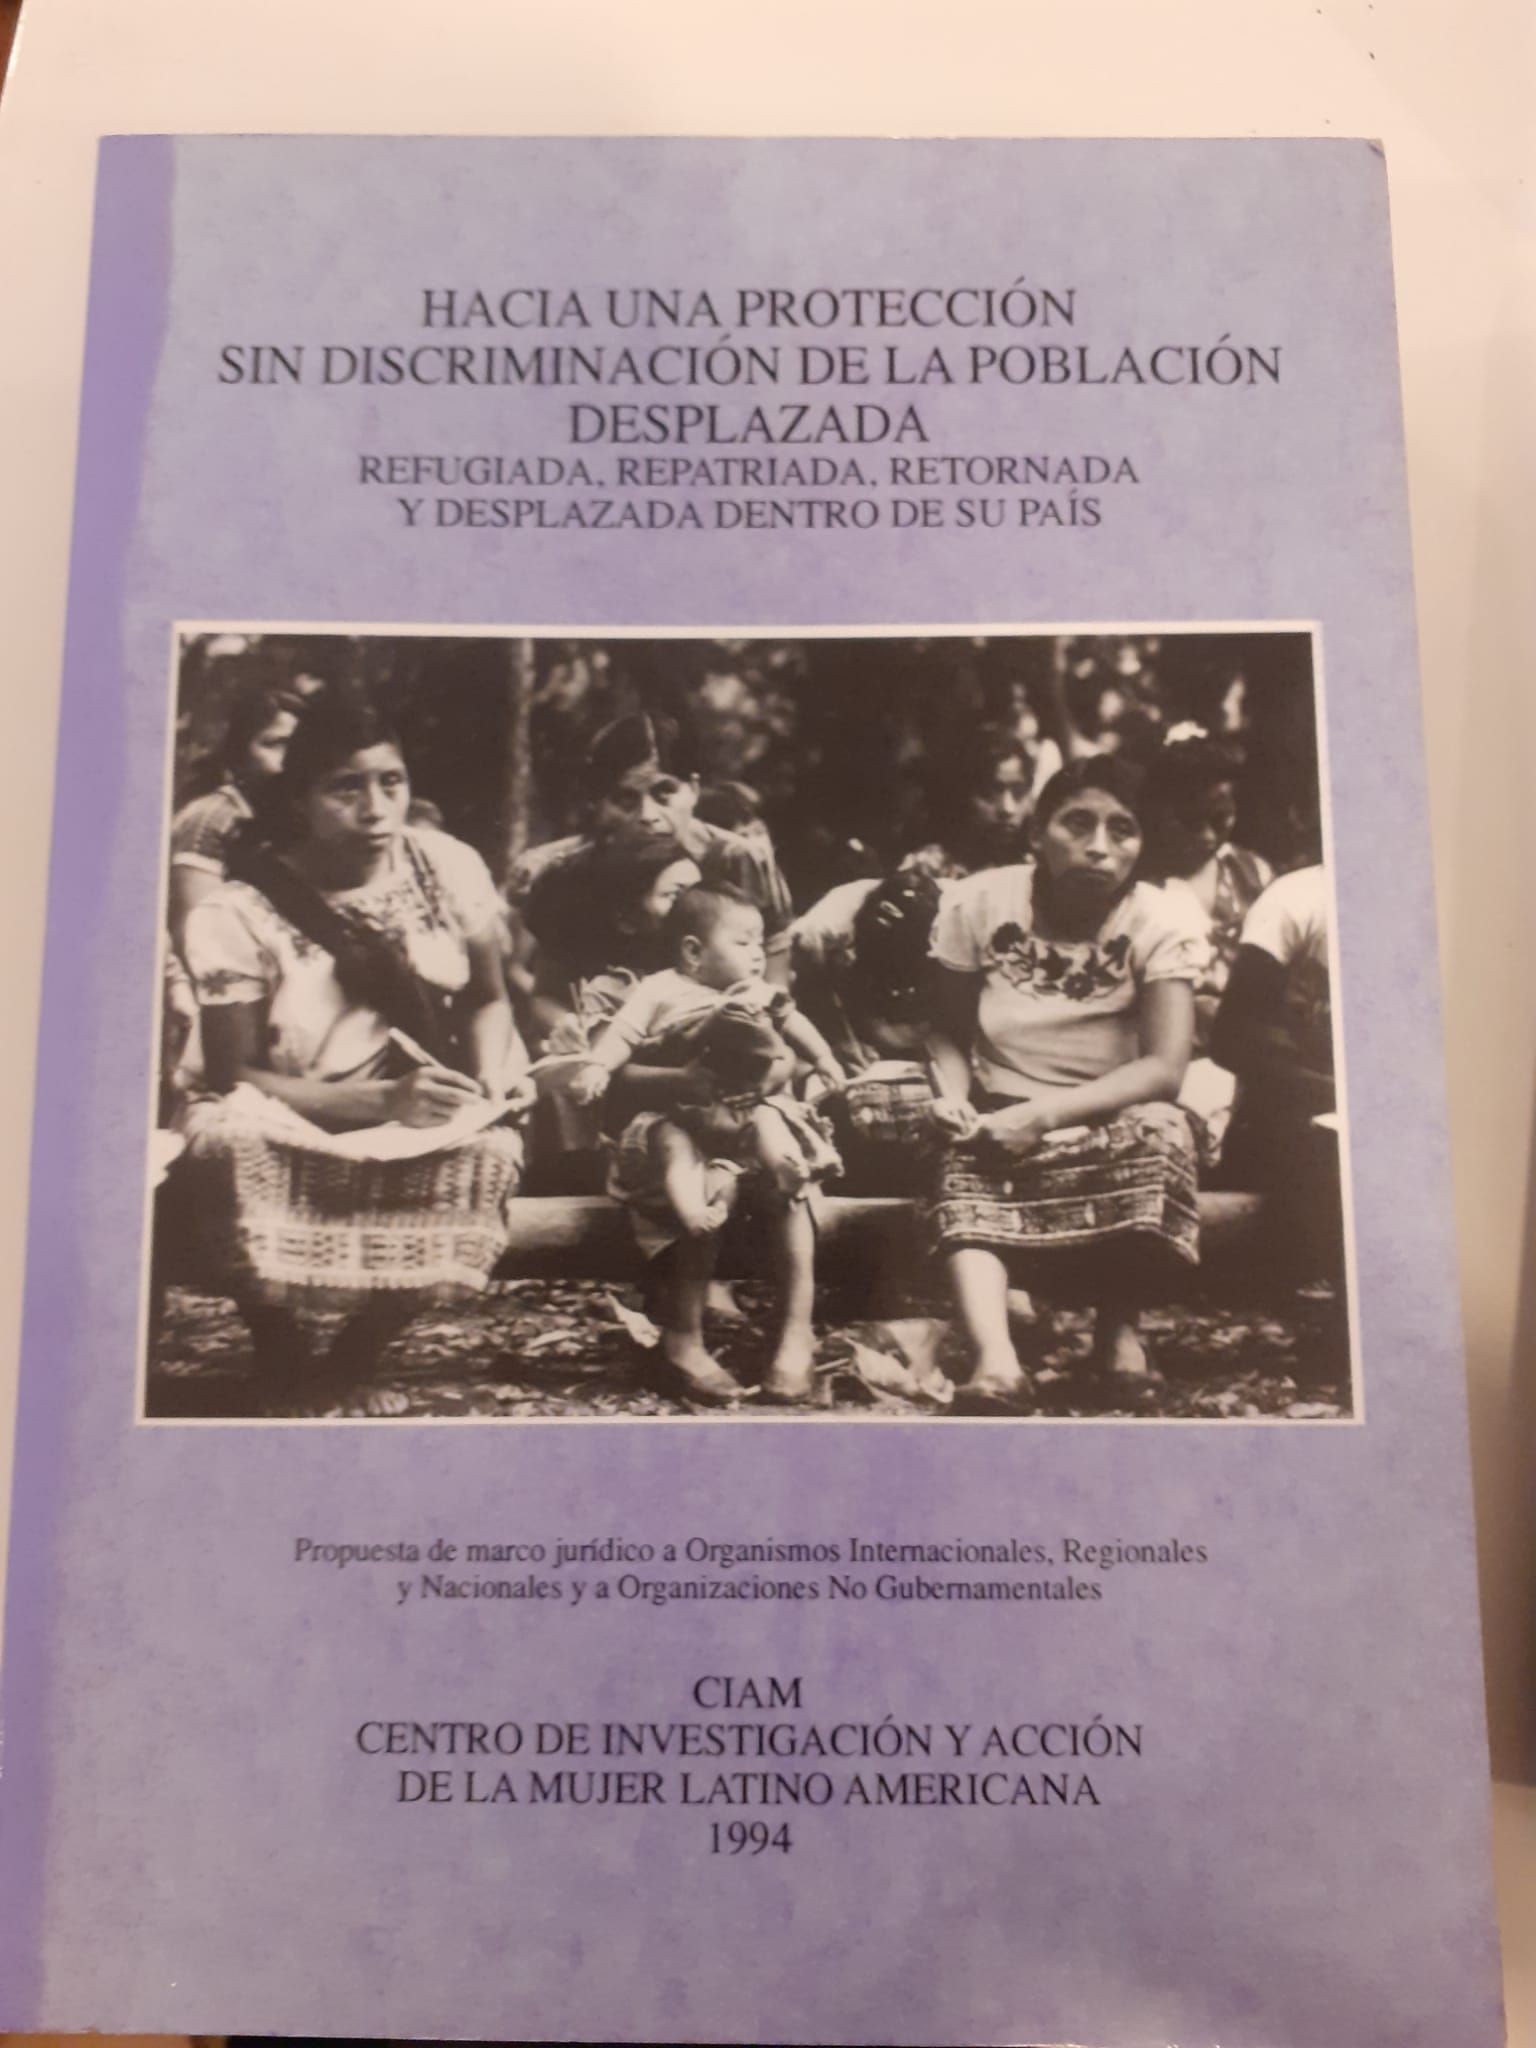 HACIA UNA PROTECCIÓN
SIN DISCRIMINACIÓN DE LA POBLACIÓN
DESPLAZADA
REFUGIADA, REPATRIADA, RETORNADA
Y DESPLAZADA DENTRO DE SU PAÍS
Propuesta de marco jurídico a Organismos Internacionales, Regionales
y Nacionales y a Organizaciones No Gubernamentales
CIAM
CENTRO DE INVESTIGACIÓN Y ACCIÓN
DE LA MUJER LATINO AMERICANA
1994